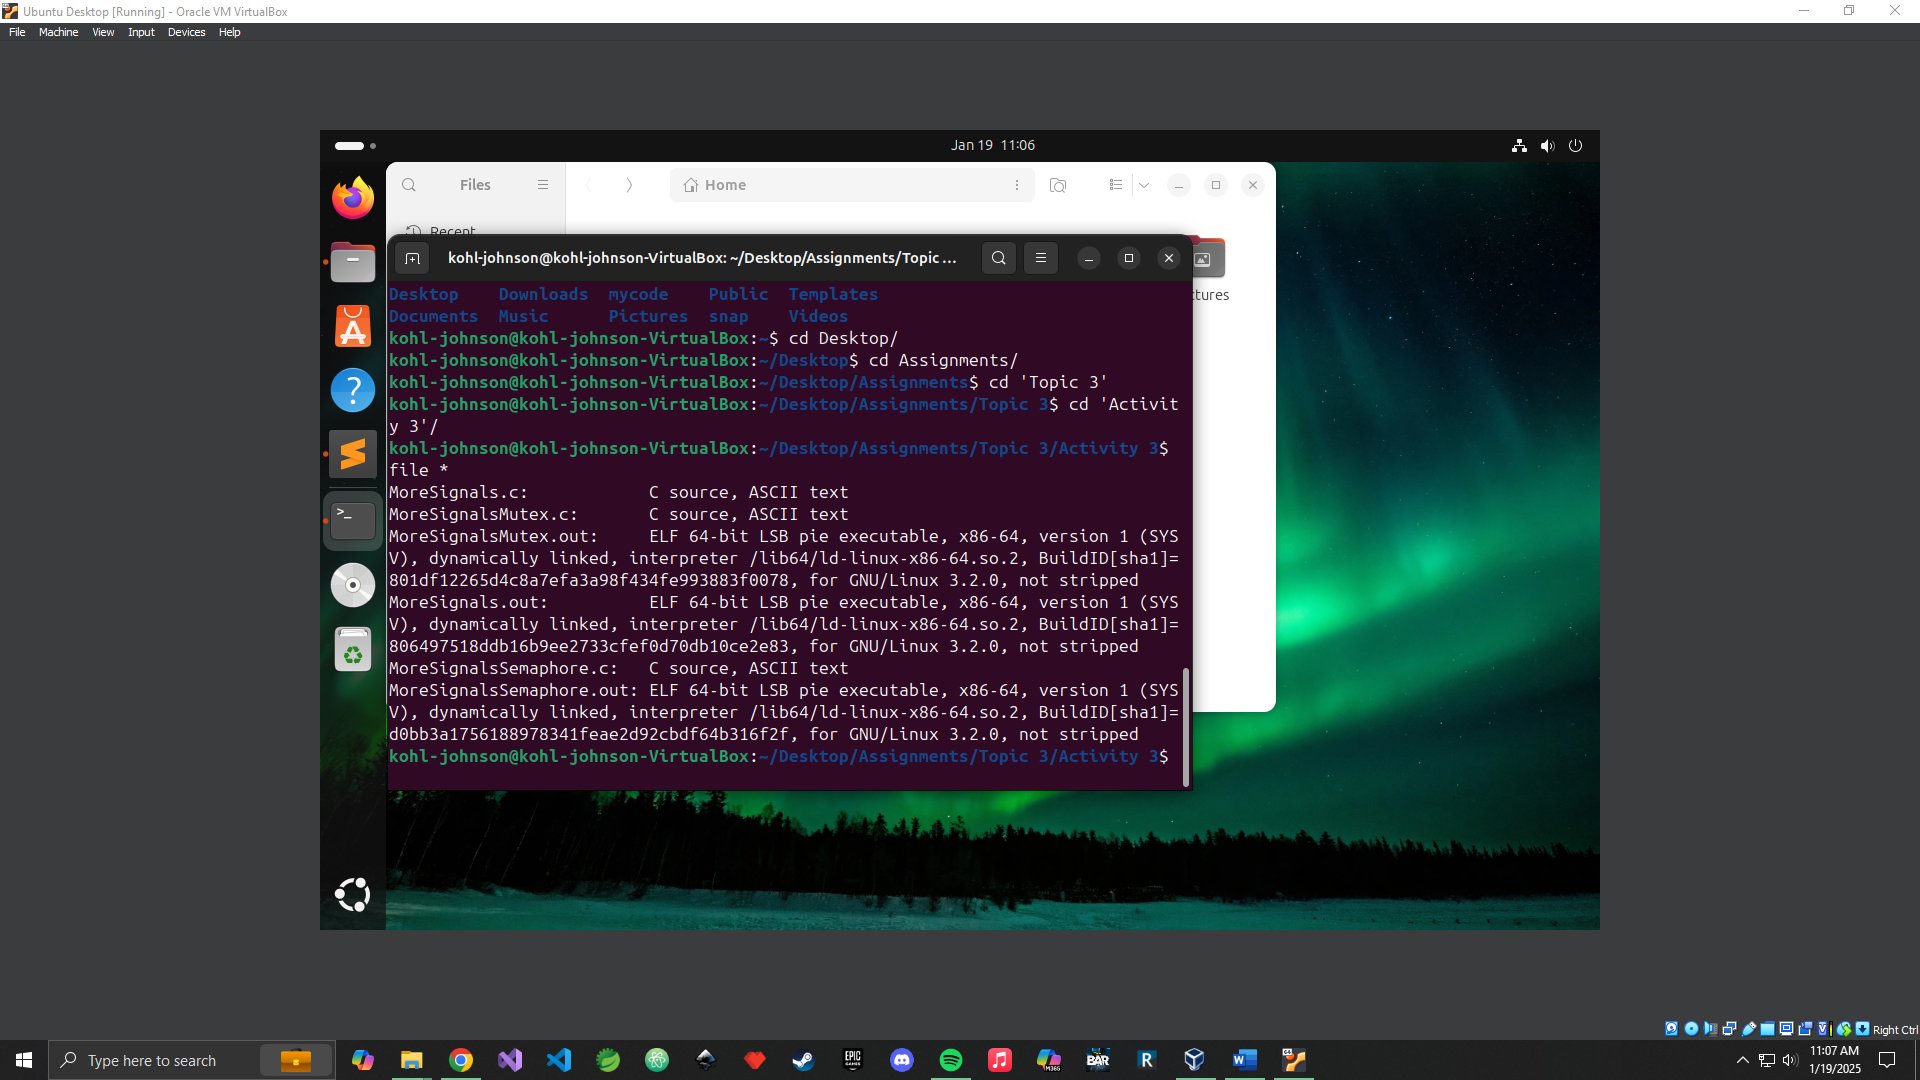 Ubuntu Desktop [Running] - Oracle VM VirtualBox
File Machine View Input Devices Help
Jan 19 11:06
Files
Home
Recent
kohl-johnson@kohl-johnson-VirtualBox: ~/Desktop/Assignments/Topic ...
tures
Desktop Downloads mycode Public Templates
Documents Music Pictures snap Videos
kohl-johnson@kohl-johnson-VirtualBox:~$ cd Desktop/
kohl-johnson@kohl-johnson-VirtualBox:~/Desktop$ cd Assignments/
kohl-johnson@kohl-johnson-VirtualBox:~/Desktop/Assignments$ cd 'Topic 3'
kohl-johnson@kohl-johnson-VirtualBox:~/Desktop/Assignments/Topic 3$ cd 'Activit
y 3'/
kohl-johnson@kohl-johnson-VirtualBox:~/Desktop/Assignments/Topic 3/Activity 3$
file *
MoreSignals.c: C source, ASCII text
MoreSignalsMutex.c: C source, ASCII text
MoreSignalsMutex.out: ELF 64-bit LSB pie executable, x86-64, version 1 (SYS
V), dynamically linked, interpreter /lib64/ld-linux-x86-64.so.2, BuildID[sha1]=
801df12265d4c8a7efa3a98f434fe993883f0078, for GNU/Linux 3.2.0, not stripped
MoreSignals.out: ELF 64-bit LSB pie executable, x86-64, version 1 (SYS
V), dynamically linked, interpreter /lib64/ld-linux-x86-64.so.2, BuildID[sha1]=
806497518ddb16b9ee2733cfef0d70db10ce2e83, for GNU/Linux 3.2.0, not stripped
MoreSignalsSemaphore.c: C source, ASCII text
MoreSignalsSemaphore.out: ELF 64-bit LSB pie executable, x86-64, version 1 (SYS
V), dynamically linked, interpreter /lib64/ld-linux-x86-64.so.2, BuildID[sha1]=
d0bb3a1756188978341feae2d92cbdf64b316f2f, for GNU/Linux 3.2.0, not stripped
kohl-johnson@kohl-johnson-VirtualBox:~/Desktop/Assignments/Topic 3/Activity 3$
Right Ctrl
Type here to search
EPIC GAMES
M365
BAR
R
11:07 AM
1/19/2025